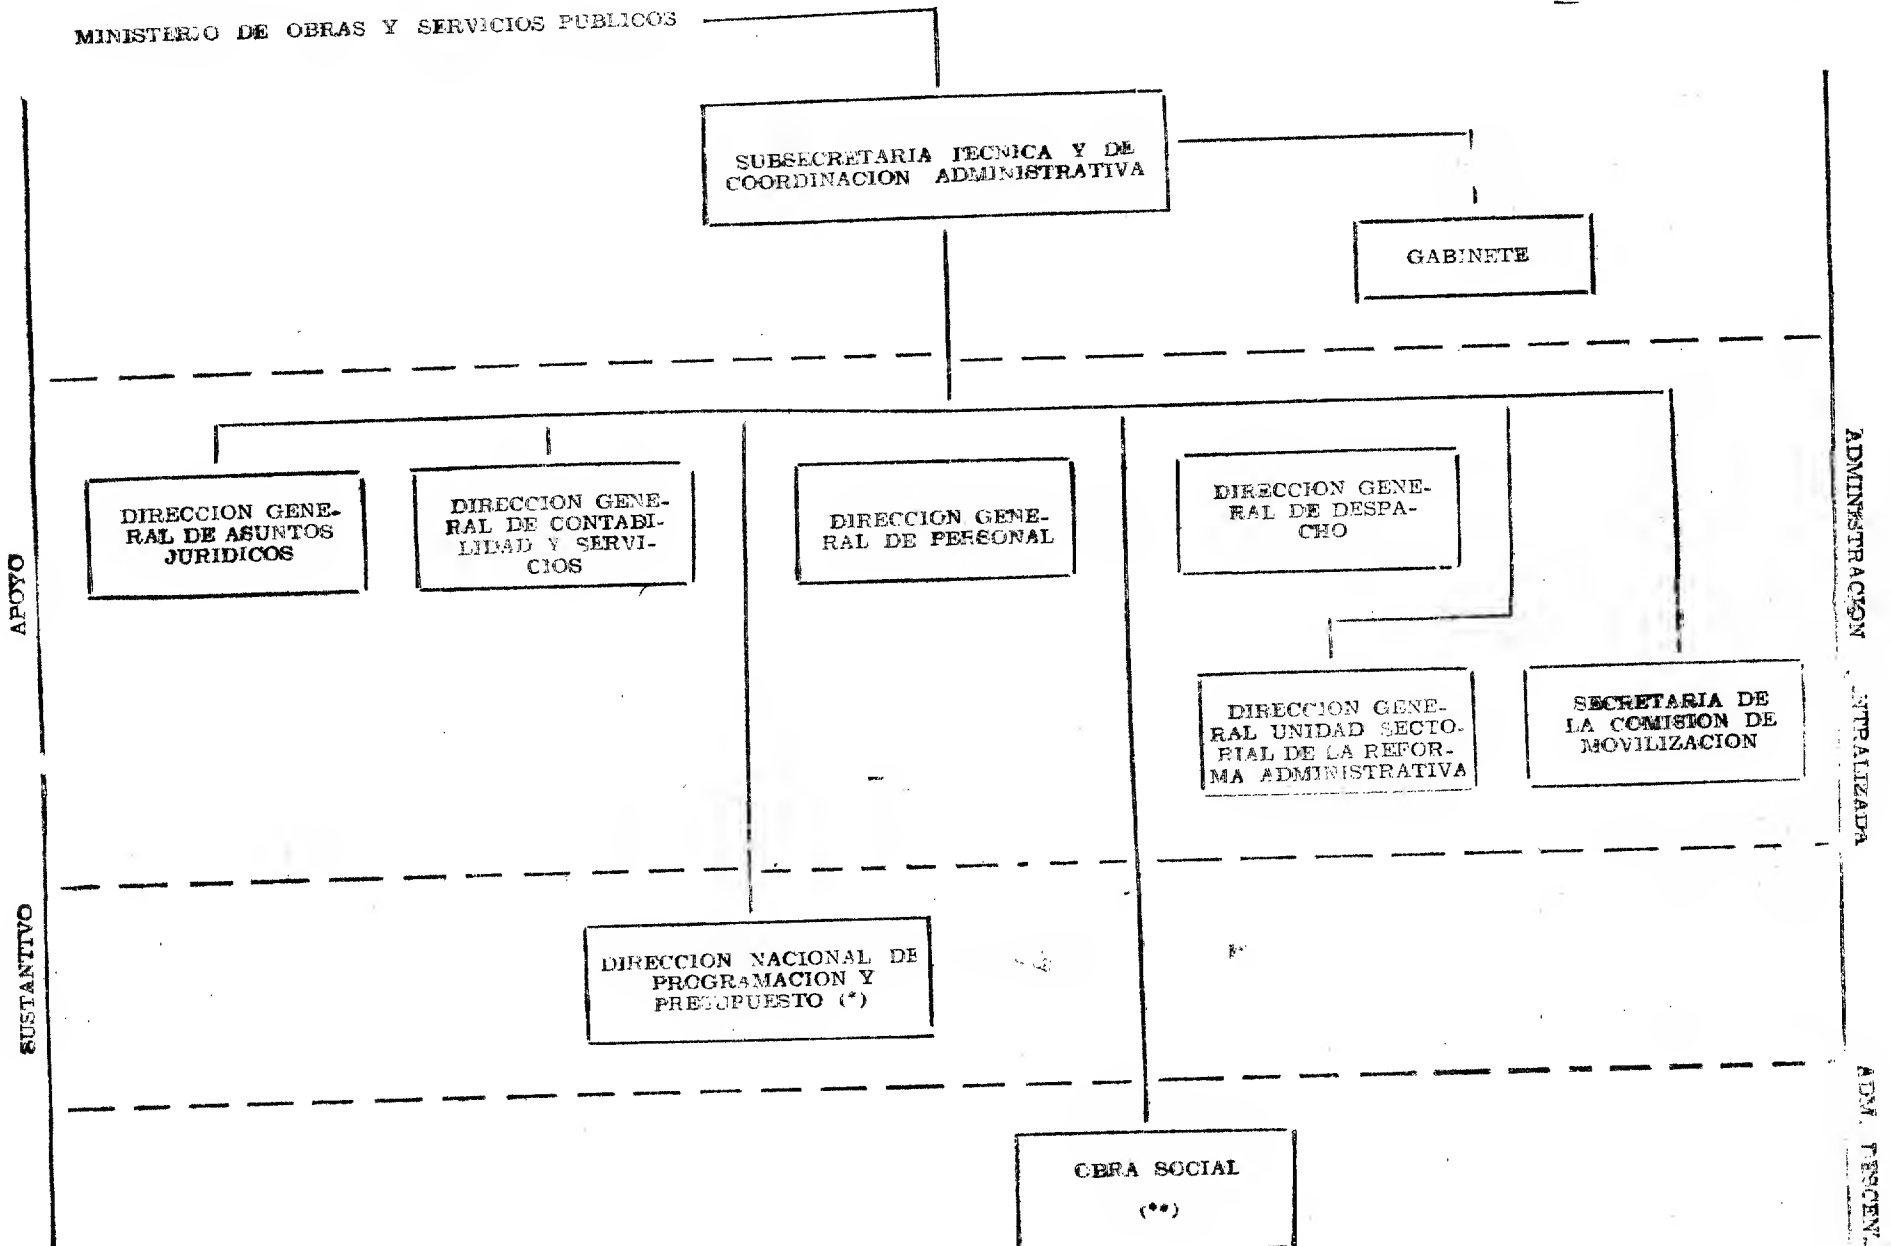 MINISTERIO DE OBRAS Y SERVICIOS PUBLICOS
SUBSECRETARIA TECNICA Y DE
COORDINACION ADMINISTRATIVA
GABINETE
DIRECCION GENE-
RAL DE ASUNTOS
JURIDICOS
DIRECCION GENE-
RAL DE CONTABI-
LIDAD Y SERVI-
CIOS
DIRECCION GENE-
RAL DE PERSONAL
DIRECCION GENE-
RAL DE DESPA-
CHO
DIRECCION GENE-
RAL UNIDAD SECTO-
RIAL DE LA REFOR-
MA ADMINISTRATIVA
SECRETARIA DE
LA COMISION DE
MOVILIZACION
DIRECCION NACIONAL DE
PROGRAMACION Y
PRESUPUESTO (*)
OBRA SOCIAL
(**)
APOYO
SUSTANTIVO
ADMINISTRACION
ADM. DESCEN-